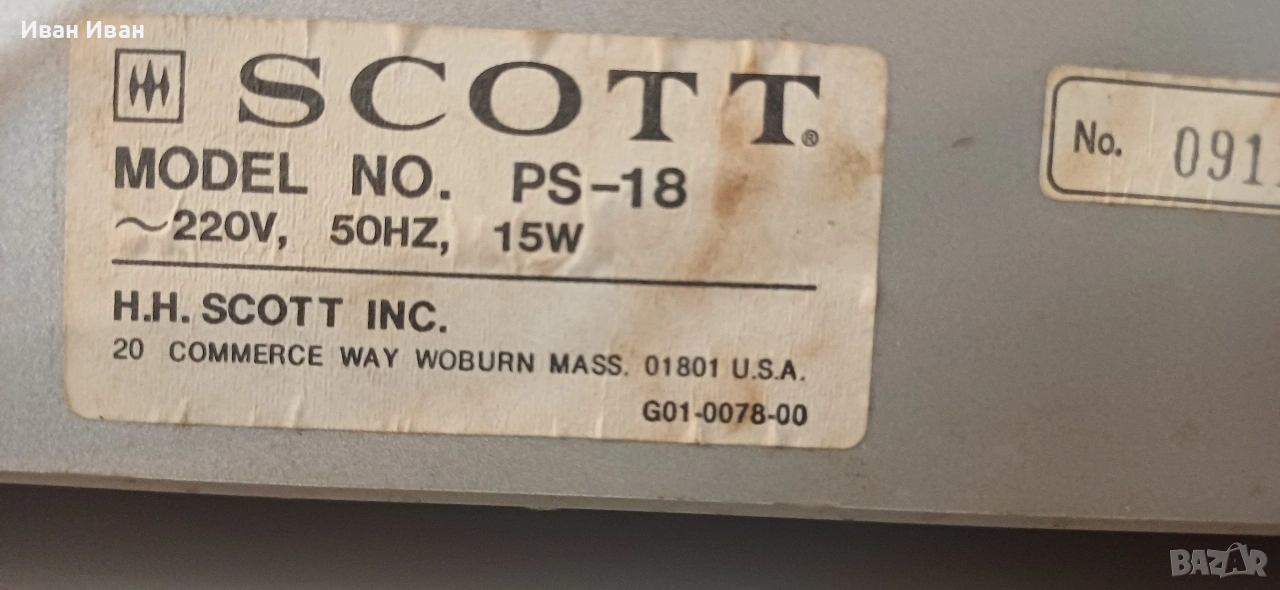 Иван Иван
SCOTT®
MODEL NO. PS-18
~220V, 50HZ, 15W
H.H. SCOTT INC.
20 COMMERCE WAY WOBURN MASS. 01801 U.S.A.
G01-0078-00
No. 091
BAZAR